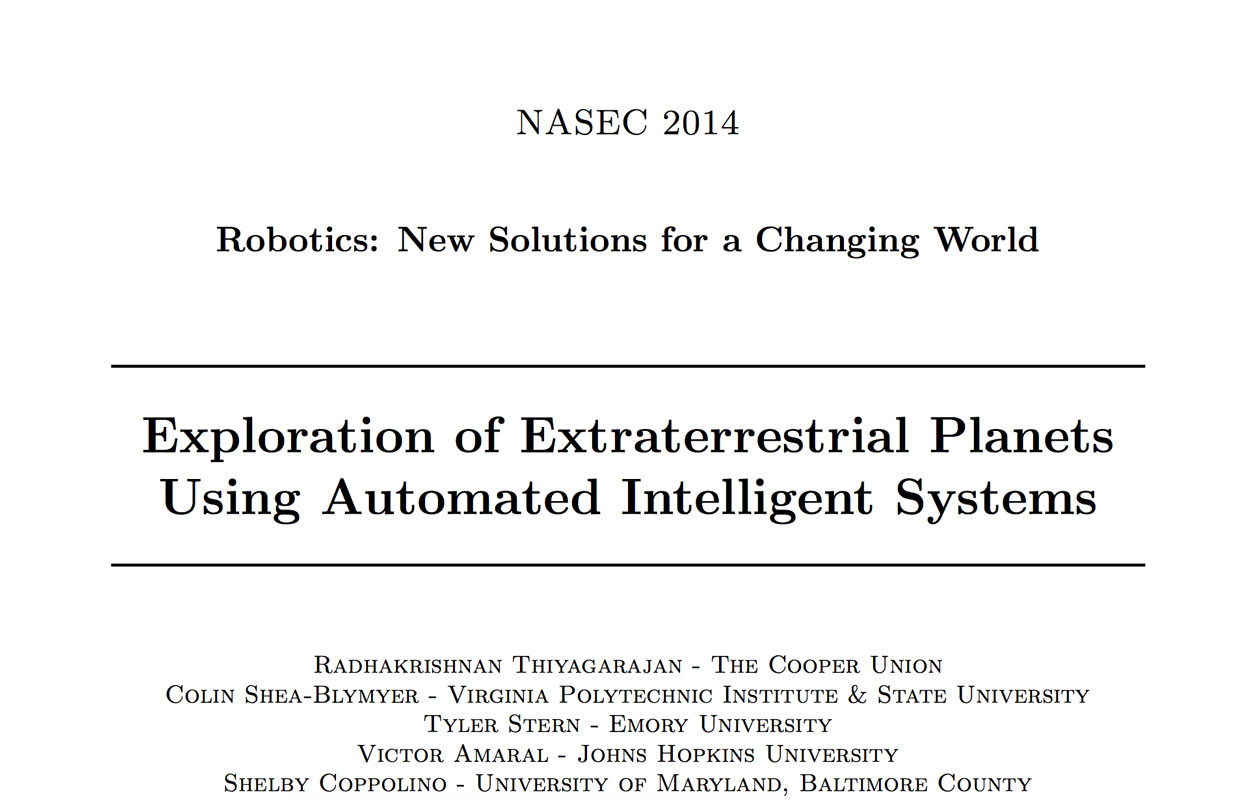 NASEC 2014
Robotics: New Solutions for a Changing World
Exploration of Extraterrestrial Planets
Using Automated Intelligent Systems
Radhakrishnan Thiyagarajan - The Cooper Union
Colin Shea-Blymyer - Virginia Polytechnic Institute & State University
Tyler Stern - Emory University
Victor Amaral - Johns Hopkins University
Shelby Coppolino - University of Maryland, Baltimore County